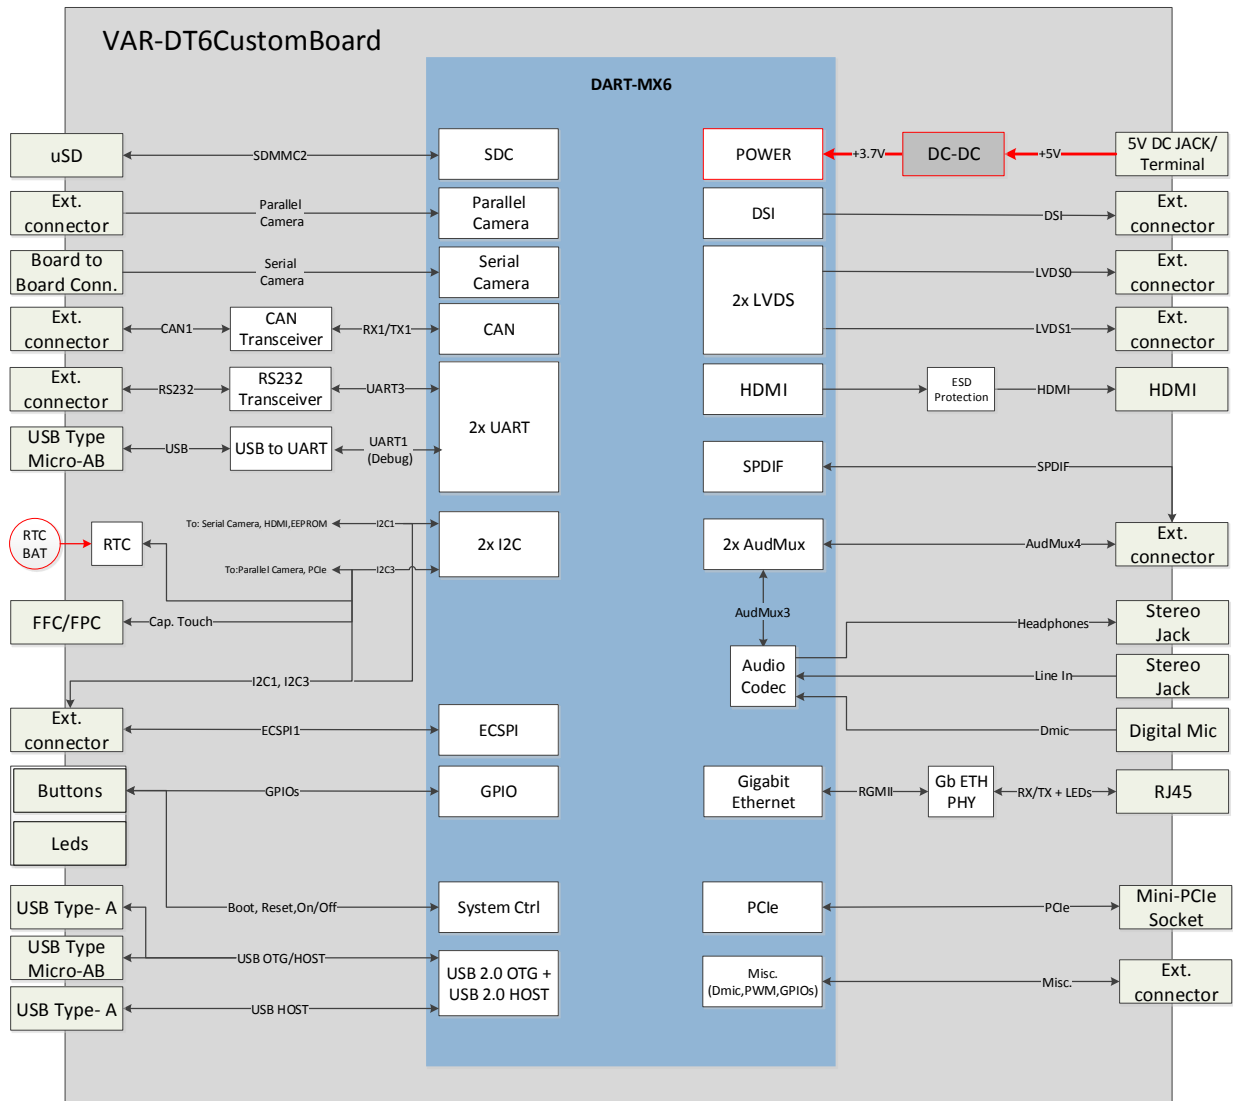 VAR-DT6CustomBoard
DART-MX6
uSD
SDMMC2
SDC
POWER
+3.7V
DC-DC
+5V
5V DC JACK/
Terminal
Ext.
connector
Parallel
Camera
Parallel
Camera
DSI
DSI
Ext.
connector
Board to
Board Conn.
Serial
Camera
Serial
Camera
2x LVDS
LVDS0
Ext.
connector
Ext.
connector
CAN1
CAN
Transceiver
RX1/TX1
CAN
LVDS1
Ext.
connector
Ext.
connector
RS232
RS232
Transceiver
UART3
2x UART
HDMI
ESD
Protection
HDMI
HDMI
USB Type
Micro-AB
USB
USB to UART
UART1
(Debug)
SPDIF
SPDIF
RTC
BAT
RTC
To: Serial Camera, HDMI,EEPROM
I2C1
2x I2C
To:Parallel Camera, PCIe
I2C3
2x AudMux
AudMux4
Ext.
connector
FFC/FPC
Cap. Touch
AudMux3
Headphones
Stereo
Jack
I2C1, I2C3
Audio
Codec
Line In
Stereo
Jack
Ext.
connector
ECSPI1
ECSPI
Dmic
Digital Mic
Buttons
GPIOs
GPIO
Gigabit
Ethernet
RGMII
Gb ETH
PHY
RX/TX + LEDs
RJ45
Leds
USB Type- A
Boot, Reset,On/Off
System Ctrl
PCIe
PCIe
Mini-PCIe
Socket
USB Type
Micro-AB
USB OTG/HOST
USB 2.0 OTG +
USB 2.0 HOST
Misc.
(Dmic,PWM,GPIOs)
Misc.
Ext.
connector
USB Type- A
USB HOST